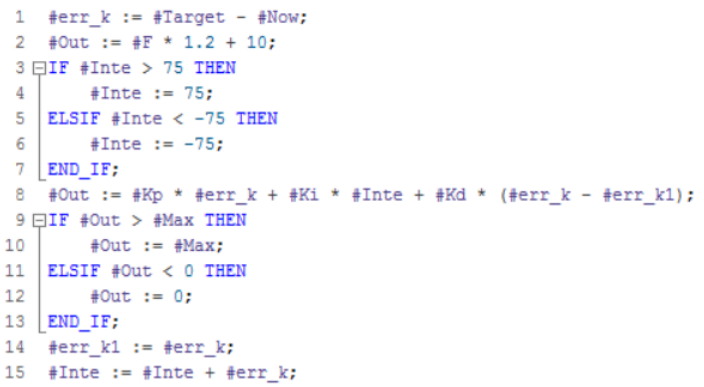 1 #err_k := #Target - #Now;
2 #Out := #F * 1.2 + 10;
3 IF #Inte > 75 THEN
4 #Inte := 75;
5 ELSIF #Inte < -75 THEN
6 #Inte := -75;
7 END_IF;
8 #Out := #Kp * #err_k + #Ki * #Inte + #Kd * (#err_k - #err_k1);
9 IF #Out > #Max THEN
10 #Out := #Max;
11 ELSIF #Out < 0 THEN
12 #Out := 0;
13 END_IF;
14 #err_k1 := #err_k;
15 #Inte := #Inte + #err_k;